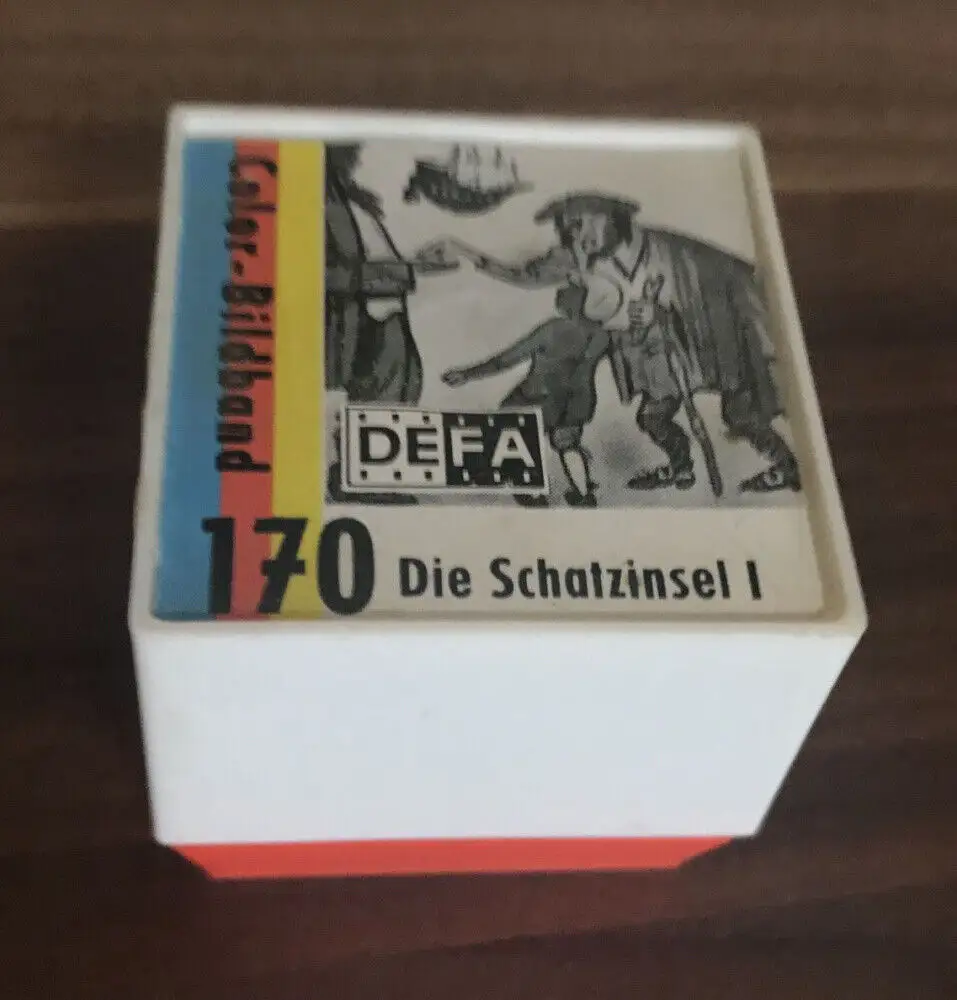 Color-Bildband
DEFA
170 Die Schatzinsel I